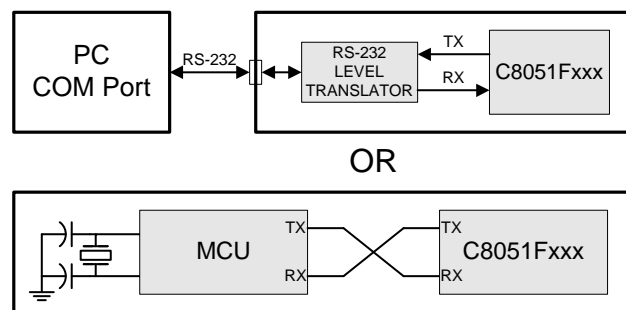 PC
COM Port
RS-232
RS-232
LEVEL
TRANSLATOR
TX
RX
C8051Fxxx
OR
MCU
TX
RX
TX
RX
C8051Fxxx